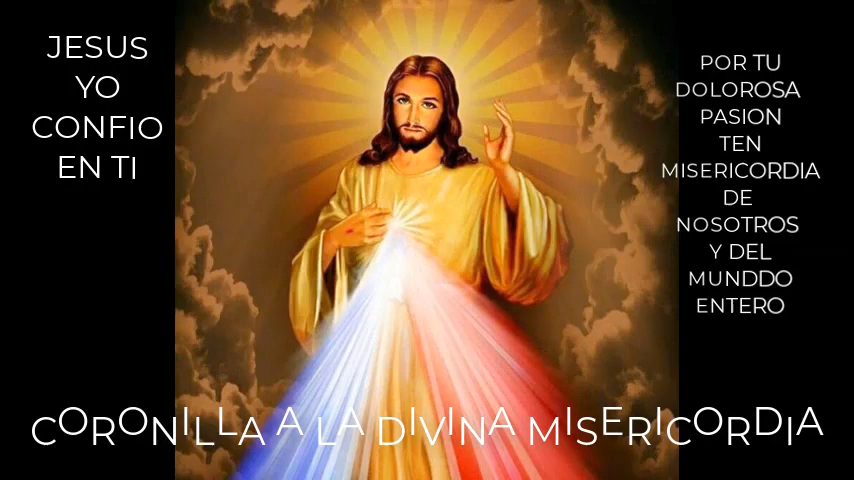 JESUS
YO
CONFIO
EN TI
POR TU
DOLOROSA
PASION
TEN
MISERICORDIA
DE
NOSOTROS
Y DEL
MUNDDO
ENTERO
CORONILLA A LA DIVINA MISERICORDIA